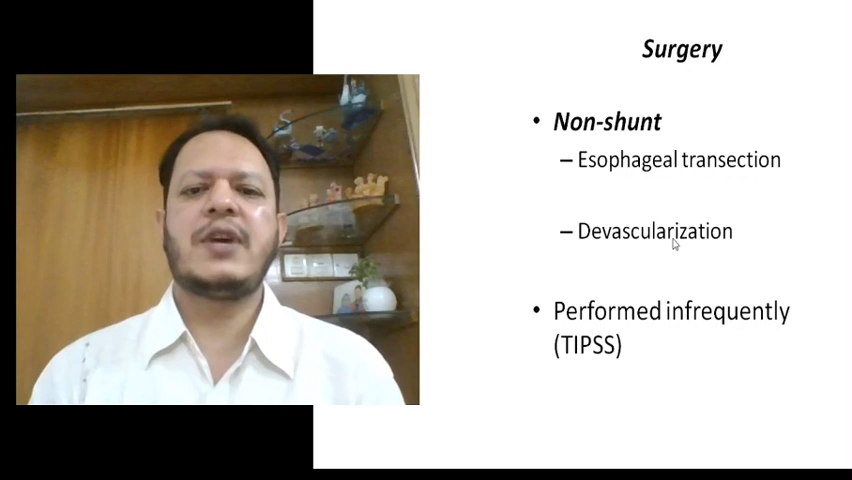 Surgery
• Non-shunt
– Esophageal transection
– Devascularization
• Performed infrequently
(TIPSS)